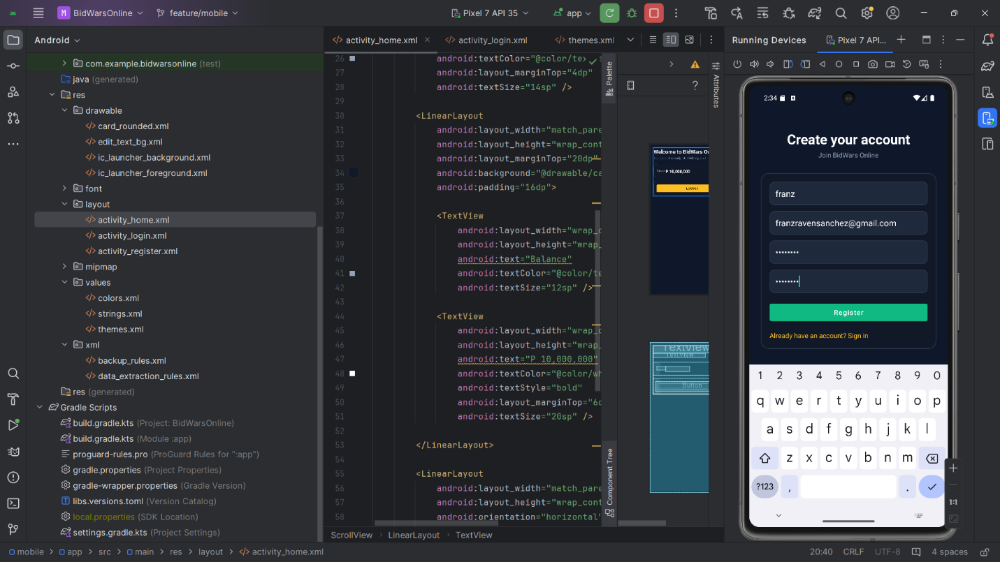 M BidWarsOnline
feature/mobile
Pixel 7 API 35
app
Android
com.example.bidwarsonline (test)
java (generated)
res
drawable
card_rounded.xml
edit_text_bg.xml
ic_launcher_background.xml
ic_launcher_foreground.xml
font
layout
activity_home.xml
activity_login.xml
activity_register.xml
mipmap
values
colors.xml
strings.xml
themes.xml
xml
backup_rules.xml
data_extraction_rules.xml
res (generated)
Gradle Scripts
build.gradle.kts (Project: BidWarsOnline)
build.gradle.kts (Module :app)
proguard-rules.pro (ProGuard Rules for ":app")
gradle.properties (Project Properties)
gradle-wrapper.properties (Gradle Version)
libs.versions.toml (Version Catalog)
local.properties (SDK Location)
settings.gradle.kts (Project Settings)
activity_home.xml
activity_login.xml
themes.xml
26 android:textColor="@color/te
27 android:layout_marginTop="4dp"
28 android:textSize="14sp" />
29
30 <LinearLayout
31 android:layout_width="match_pare
32 android:layout_height="wrap_cont
33 android:layout_marginTop="20dp"
34 android:background="@drawable/ca
35 android:padding="16dp">
36
37 <TextView
38 android:layout_width="wrap_c
39 android:layout_height="wrap_
40 android:text="Balance"
41 android:textColor="@color/te
42 android:textSize="12sp" />
43
44 <TextView
45 android:layout_width="wrap_c
46 android:layout_height="wrap_
47 android:text="P 10,000,000"
48 android:textColor="@color/wh
49 android:textStyle="bold"
50 android:layout_marginTop="6d
51 android:textSize="20sp" />
52
53 </LinearLayout>
54
55 <LinearLayout
56 android:layout_width="match_pare
57 android:layout_height="wrap_cont
58 android:orientation="horizontal"
ScrollView LinearLayout TextView
Palette
Component Tree
Attributes
?
Welcome to BidWars On
Balance P 10,000,000
LOGOUT
TextView
TextView
Button
Running Devices
Pixel 7 API...
2:34
Create your account
Join BidWars Online
franz
franzravensanchez@gmail.com
••••••••
••••••••
Register
Already have an account? Sign in
1 2 3 4 5 6 7 8 9 0
q w e r t y u i o p
a s d f g h j k l
z x c v b n m
?123 , .
1:1
mobile app src main res layout activity_home.xml
20:40 CRLF UTF-8 4 spaces